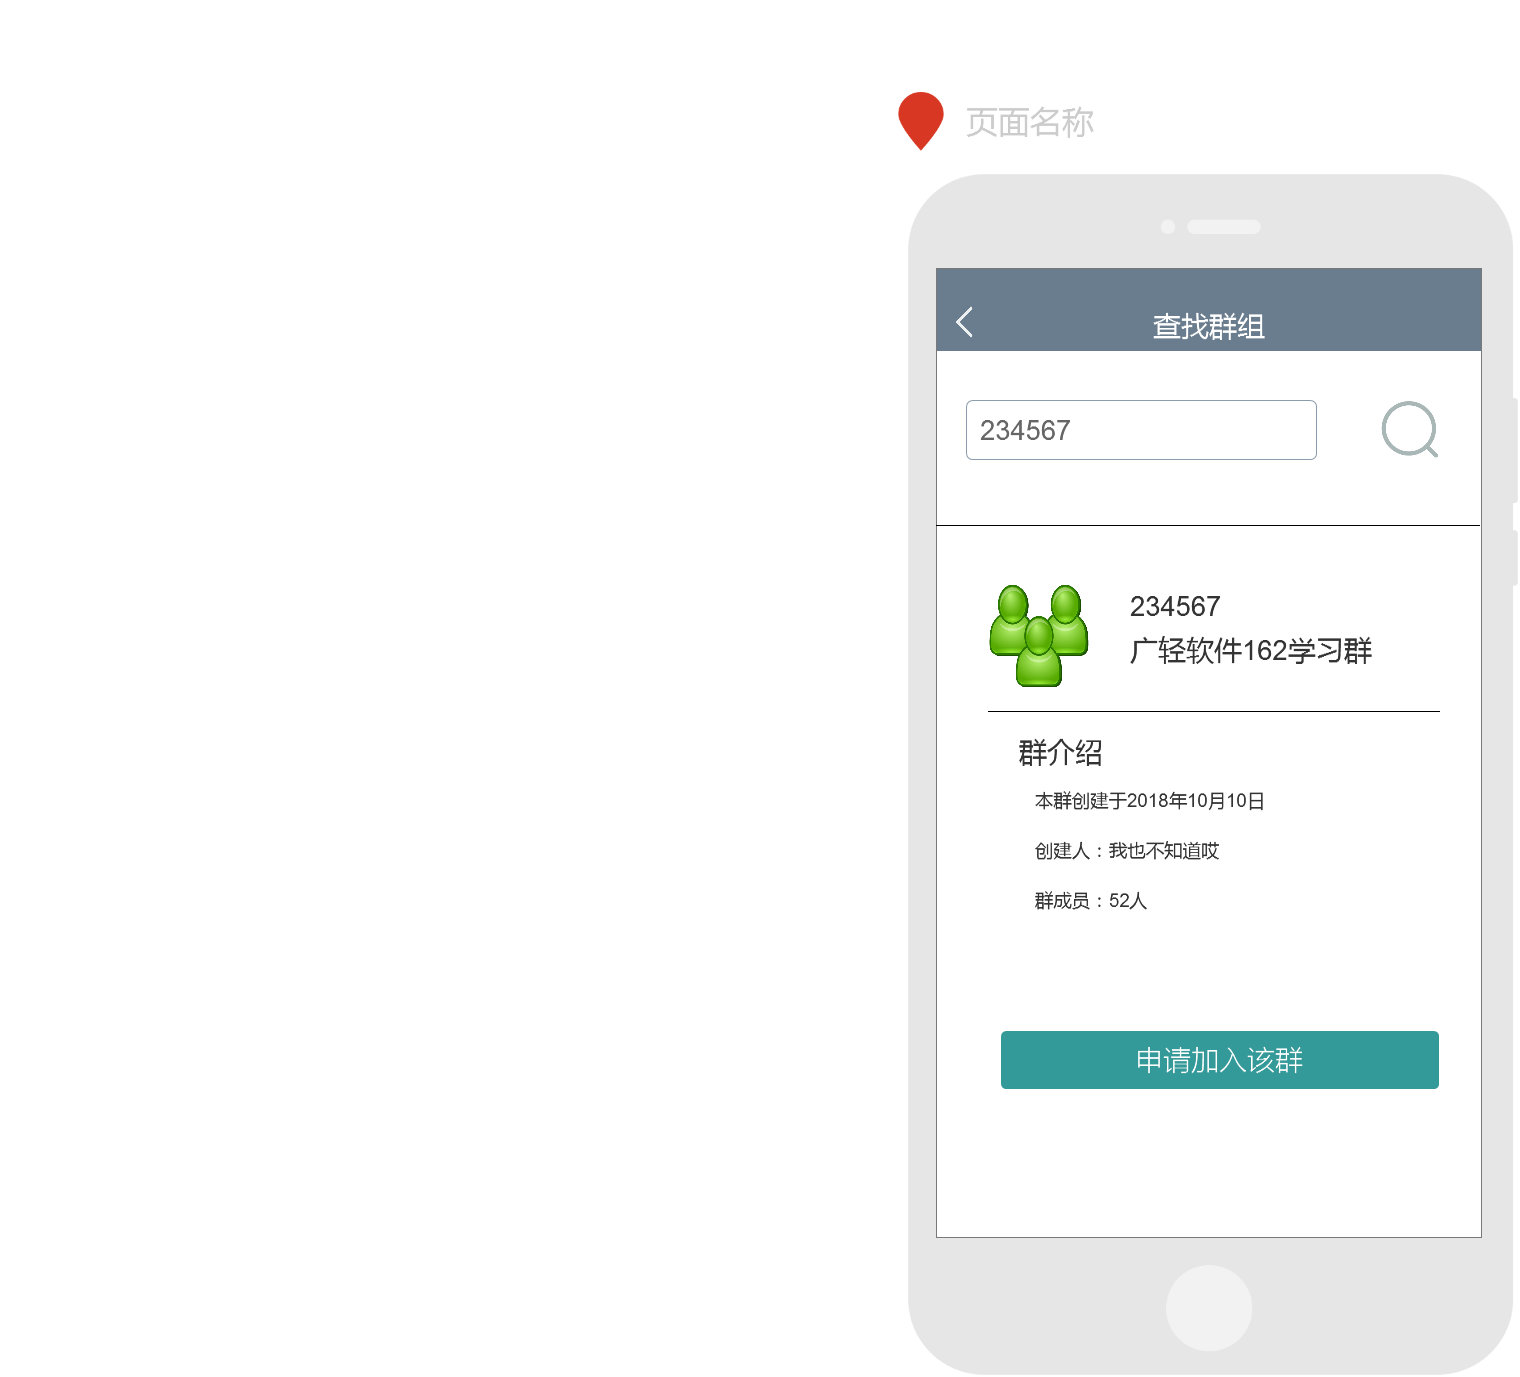 页面名称
查找群组
234567
234567
广轻软件162学习群
群介绍
本群创建于2018年10月10日
创建人：我也不知道哎
群成员：52人
申请加入该群